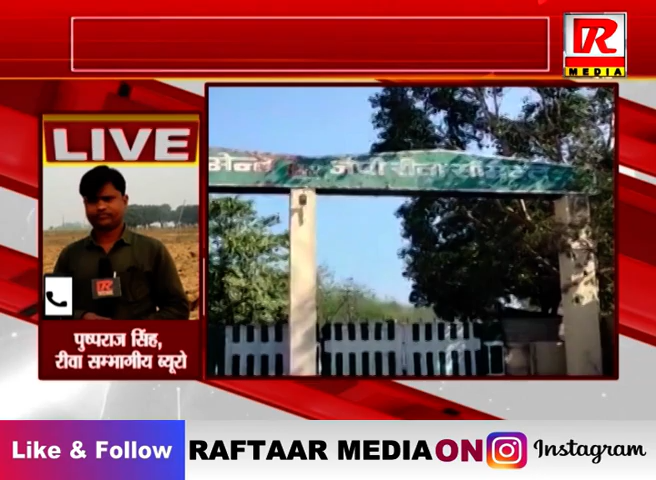 R
MEDIA
LIVE
जेपी रीवा
R
पुष्पराज सिंह,
रीवा सम्भागीय ब्यूरो
Like & Follow RAFTAAR MEDIA ON Instagram